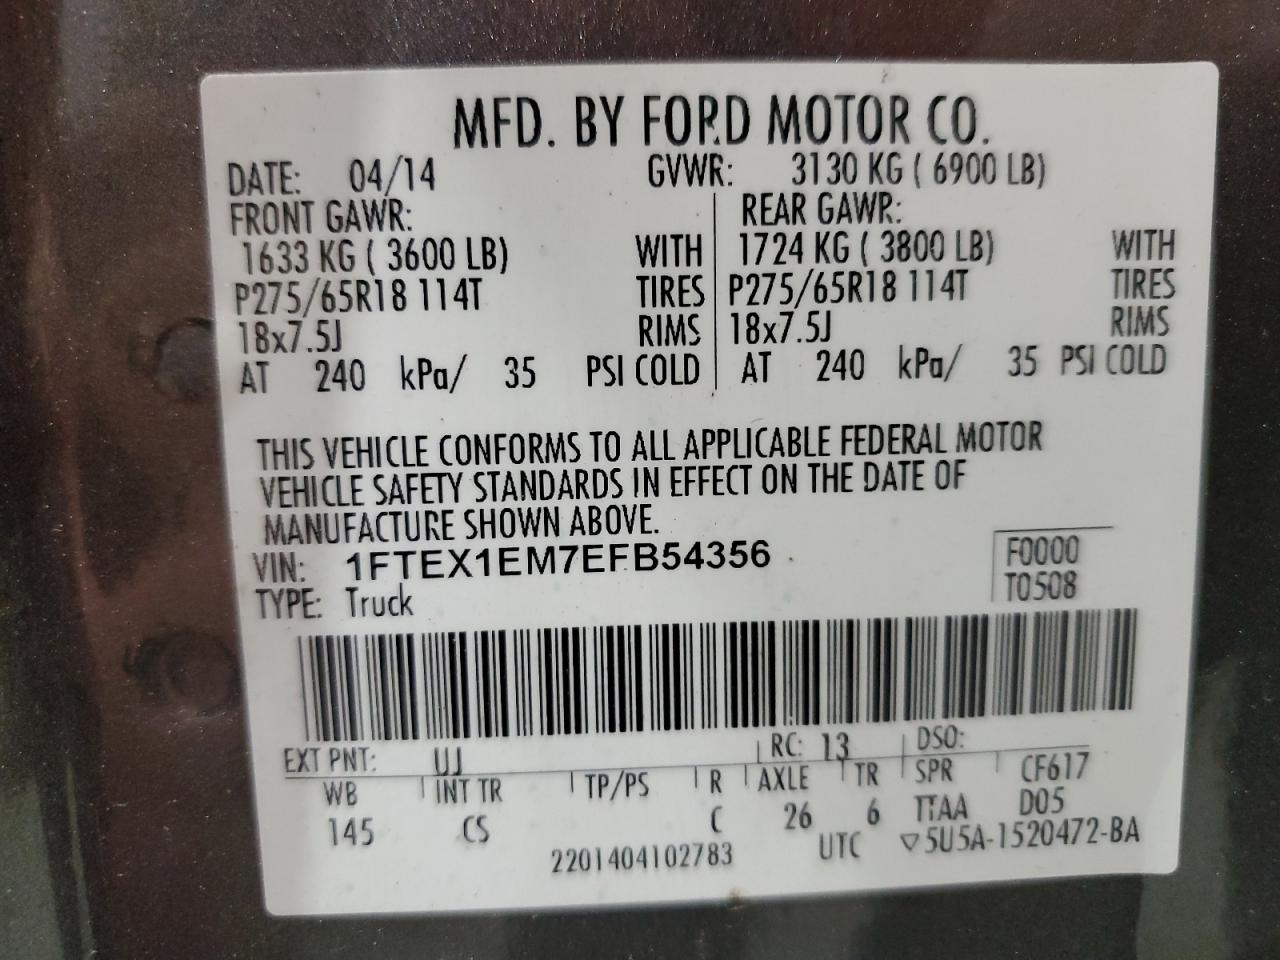 MFD. BY FORD MOTOR CO.
DATE: 04/14 GVWR: 3130 KG ( 6900 LB)
FRONT GAWR: REAR GAWR:
1633 KG ( 3600 LB) WITH 1724 KG ( 3800 LB) WITH
P275/65R18 114T TIRES P275/65R18 114T TIRES
18x7.5J RIMS 18x7.5J RIMS
AT 240 kPa/ 35 PSI COLD AT 240 kPa/ 35 PSI COLD
THIS VEHICLE CONFORMS TO ALL APPLICABLE FEDERAL MOTOR
VEHICLE SAFETY STANDARDS IN EFFECT ON THE DATE OF
MANUFACTURE SHOWN ABOVE.
VIN: 1FTEX1EM7EFB54356 F0000
TYPE: Truck T0508
EXT PNT: UJ RC: 13 DSO:
WB INT TR TP/PS R AXLE TR SPR CF617
145 CS C 26 6 TTAA D05
2201404102783 UTC ▽5U5A-1520472-BA